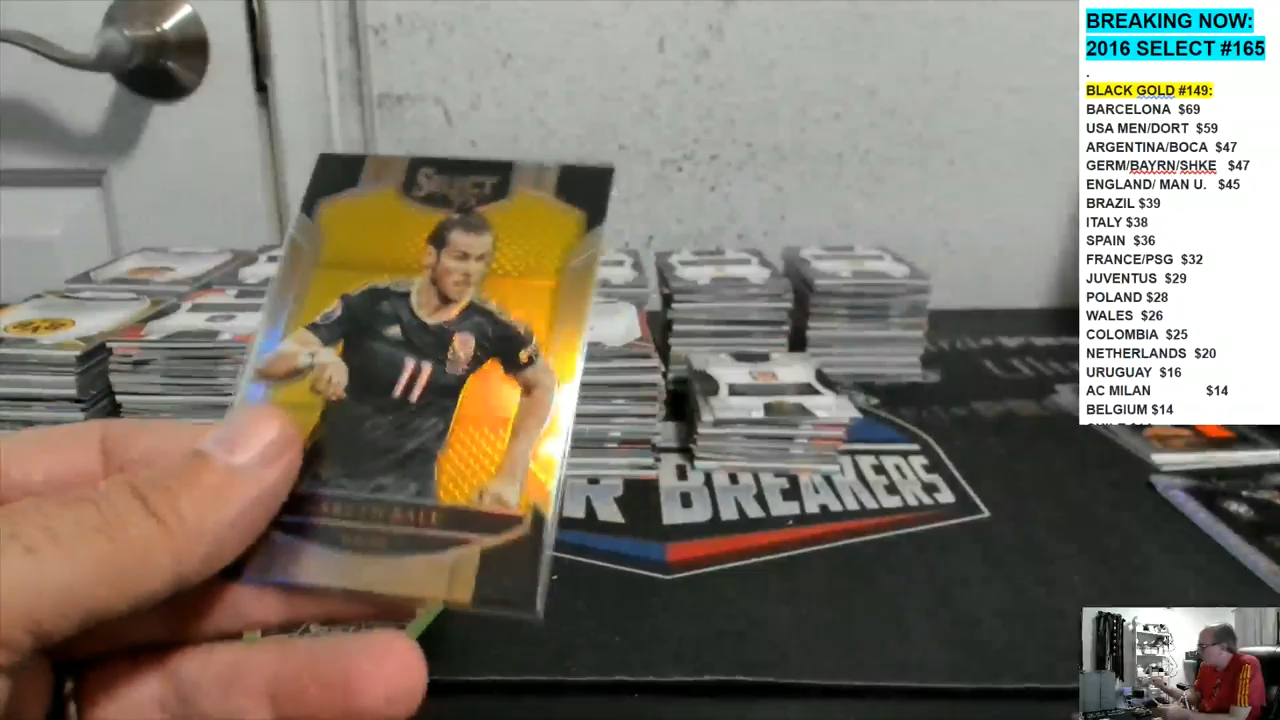 BREAKING NOW:
2016 SELECT #165
.
BLACK GOLD #149:
BARCELONA $69
USA MEN/DORT $59
ARGENTINA/BOCA $47
GERM/BAYRN/SHKE $47
ENGLAND/ MAN U. $45
BRAZIL $39
ITALY $38
SPAIN $36
FRANCE/PSG $32
JUVENTUS $29
POLAND $28
WALES $26
COLOMBIA $25
NETHERLANDS $20
URUGUAY $16
AC MILAN $14
BELGIUM $14
SELECT
11
BALE
R BREAKERS